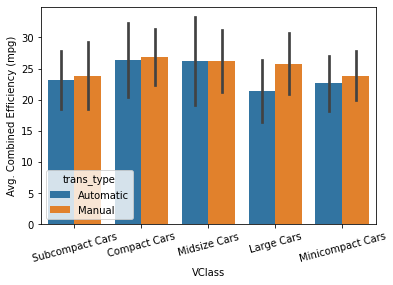 Avg. Combined Efficiency (mpg)
30
25
20
15
10
5
0
trans_type
Automatic
Manual
Subcompact Cars
Compact Cars
Midsize Cars
Large Cars
Minicompact Cars
VClass